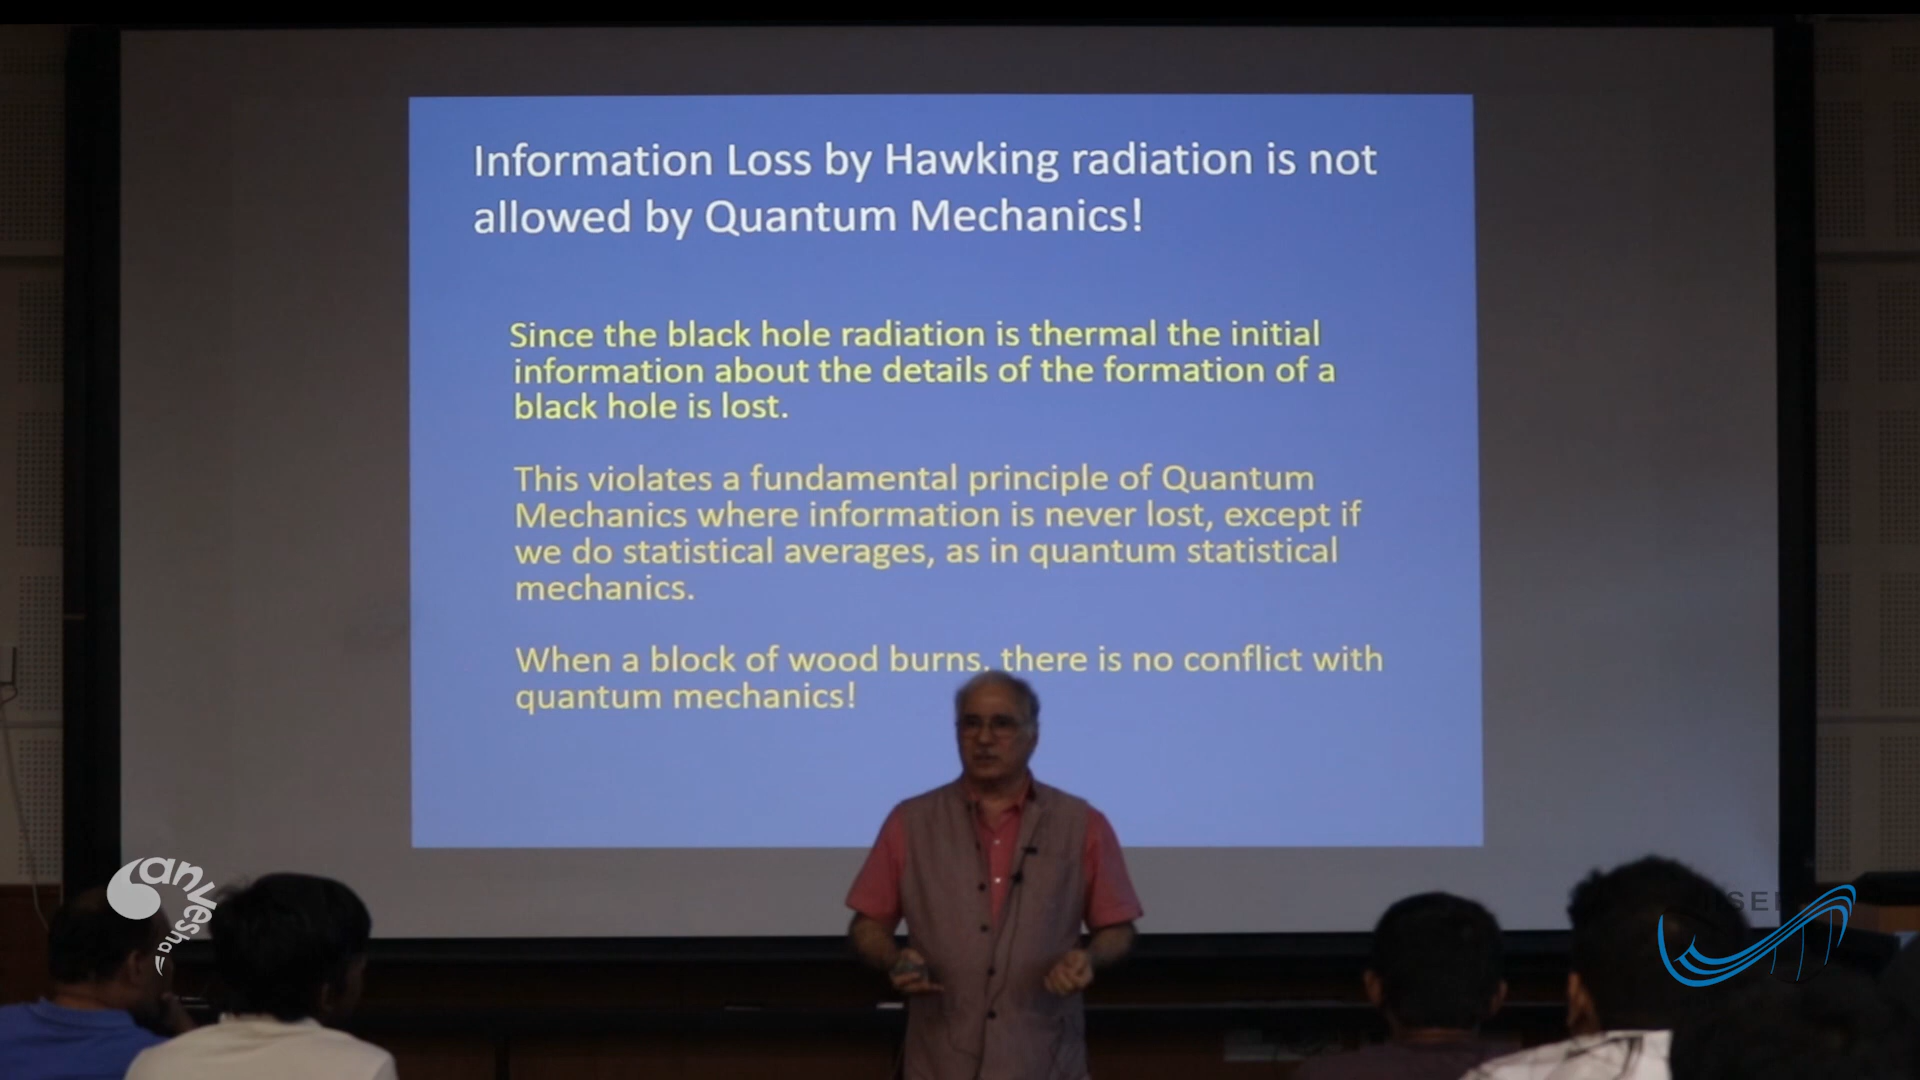 Information Loss by Hawking radiation is not
allowed by Quantum Mechanics!
Since the black hole radiation is thermal the initial
information about the details of the formation of a
black hole is lost.
This violates a fundamental principle of Quantum
Mechanics where information is never lost, except if
we do statistical averages, as in quantum statistical
mechanics.
When a block of wood burns, there is no conflict with
quantum mechanics!
anvesha
IISER